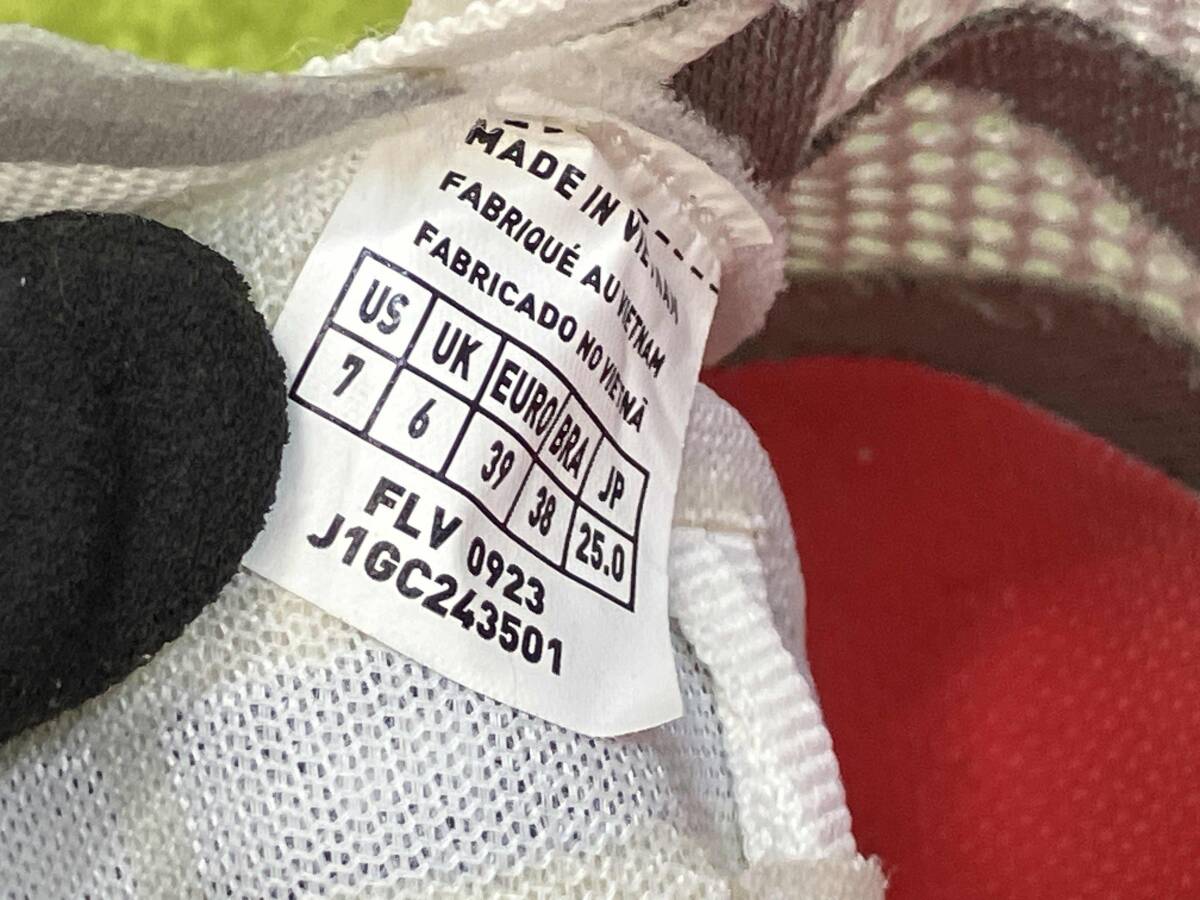 MADE IN VIETNAM
FABRIQUÉ AU VIETNAM
FABRICADO NO VIETNÃ
US UK EURO BRA JP
7 6 39 38 25.0
FLV 0923
J1GC243501